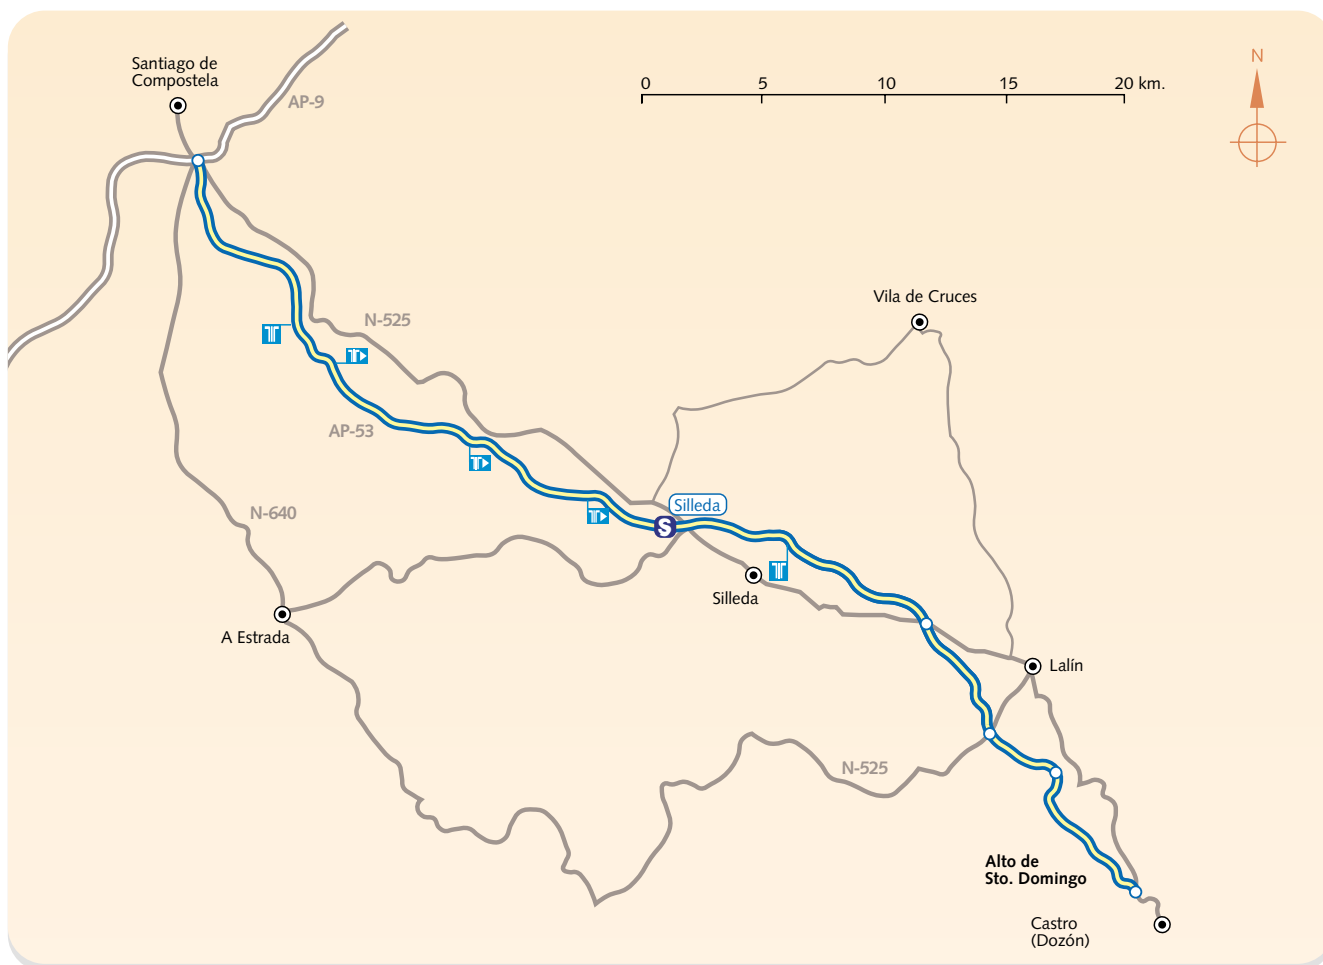 Santiago de
Compostela
AP-9
0 5 10 15 20 km.
N
Vila de Cruces
N-525
AP-53
T
T
T
T
Silleda
S
N-640
T
Silleda
A Estrada
Lalín
N-525
Alto de
Sto. Domingo
Castro
(Dozón)